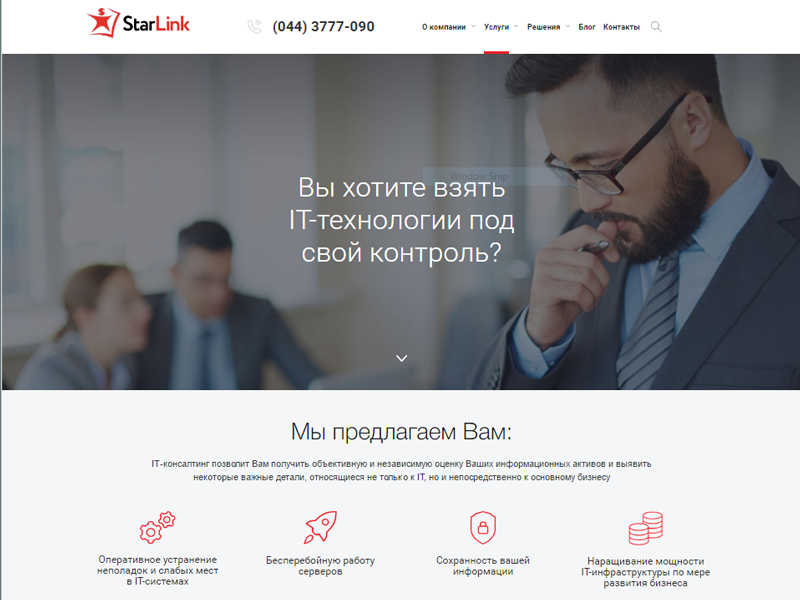 StarLink
(044) 3777-090
О компании Услуги Решения Блог Контакты
Window Snip
Вы хотите взять
IT-технологии под
свой контроль?
Мы предлагаем Вам:
IT-консалтинг позволит Вам получить объективную и независимую оценку Ваших информационных активов и выявить
некоторые важные детали, относящиеся не только к IT, но и непосредственно к основному бизнесу
Оперативное устранение
неполадок и слабых мест
в IT-системах
Бесперебойную работу
серверов
Сохранность вашей
информации
Наращивание мощности
IT-инфраструктуры по мере
развития бизнеса